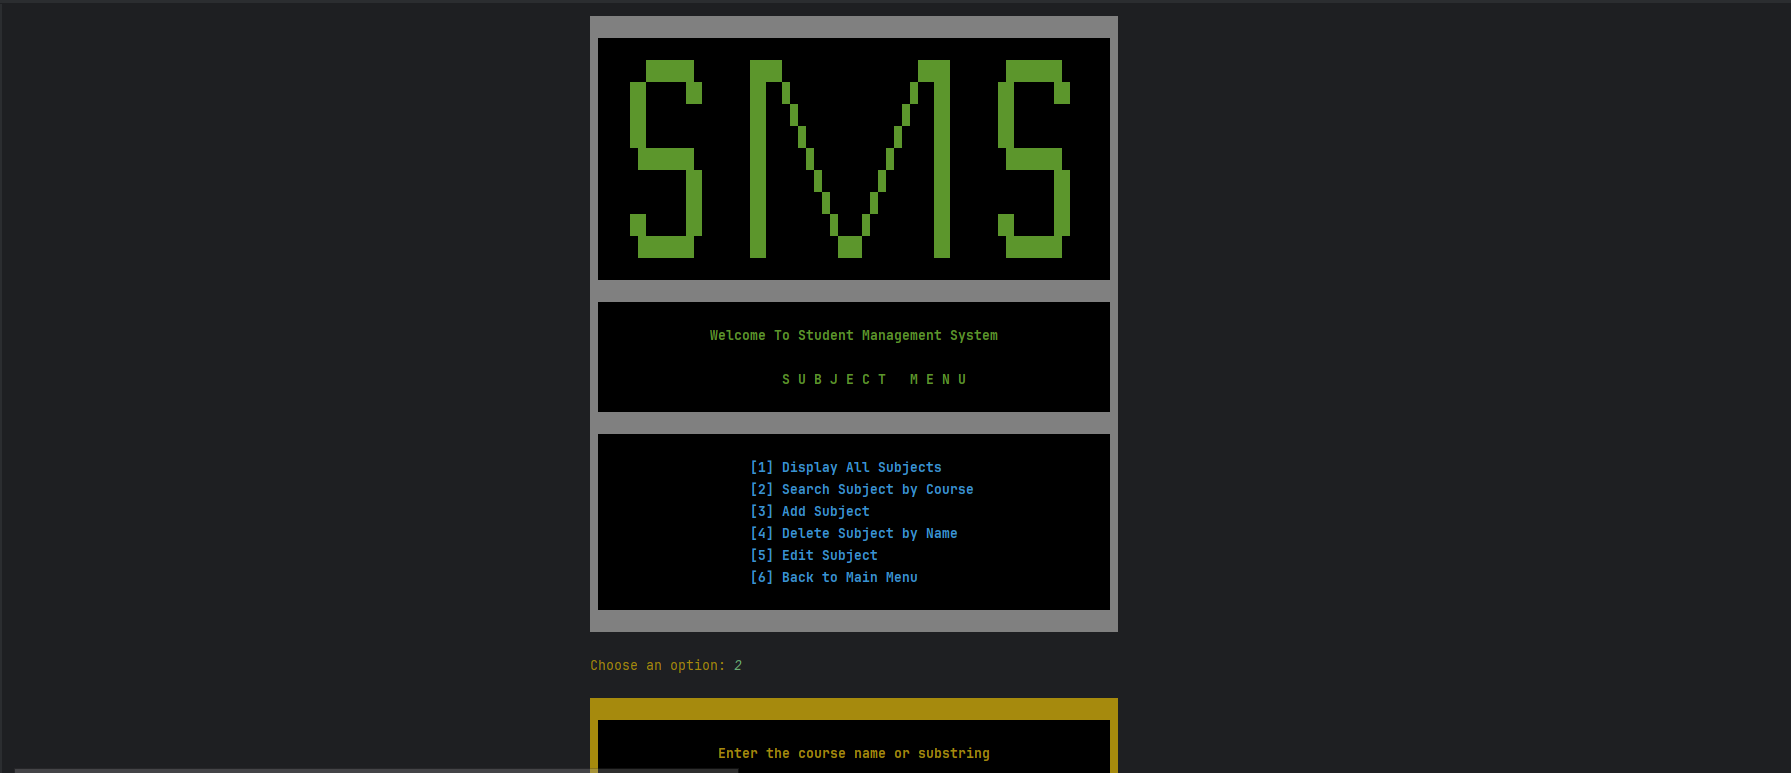 SMS
Welcome To Student Management System
S U B J E C T   M E N U
[1] Display All Subjects
[2] Search Subject by Course
[3] Add Subject
[4] Delete Subject by Name
[5] Edit Subject
[6] Back to Main Menu
Choose an option: 2
Enter the course name or substring